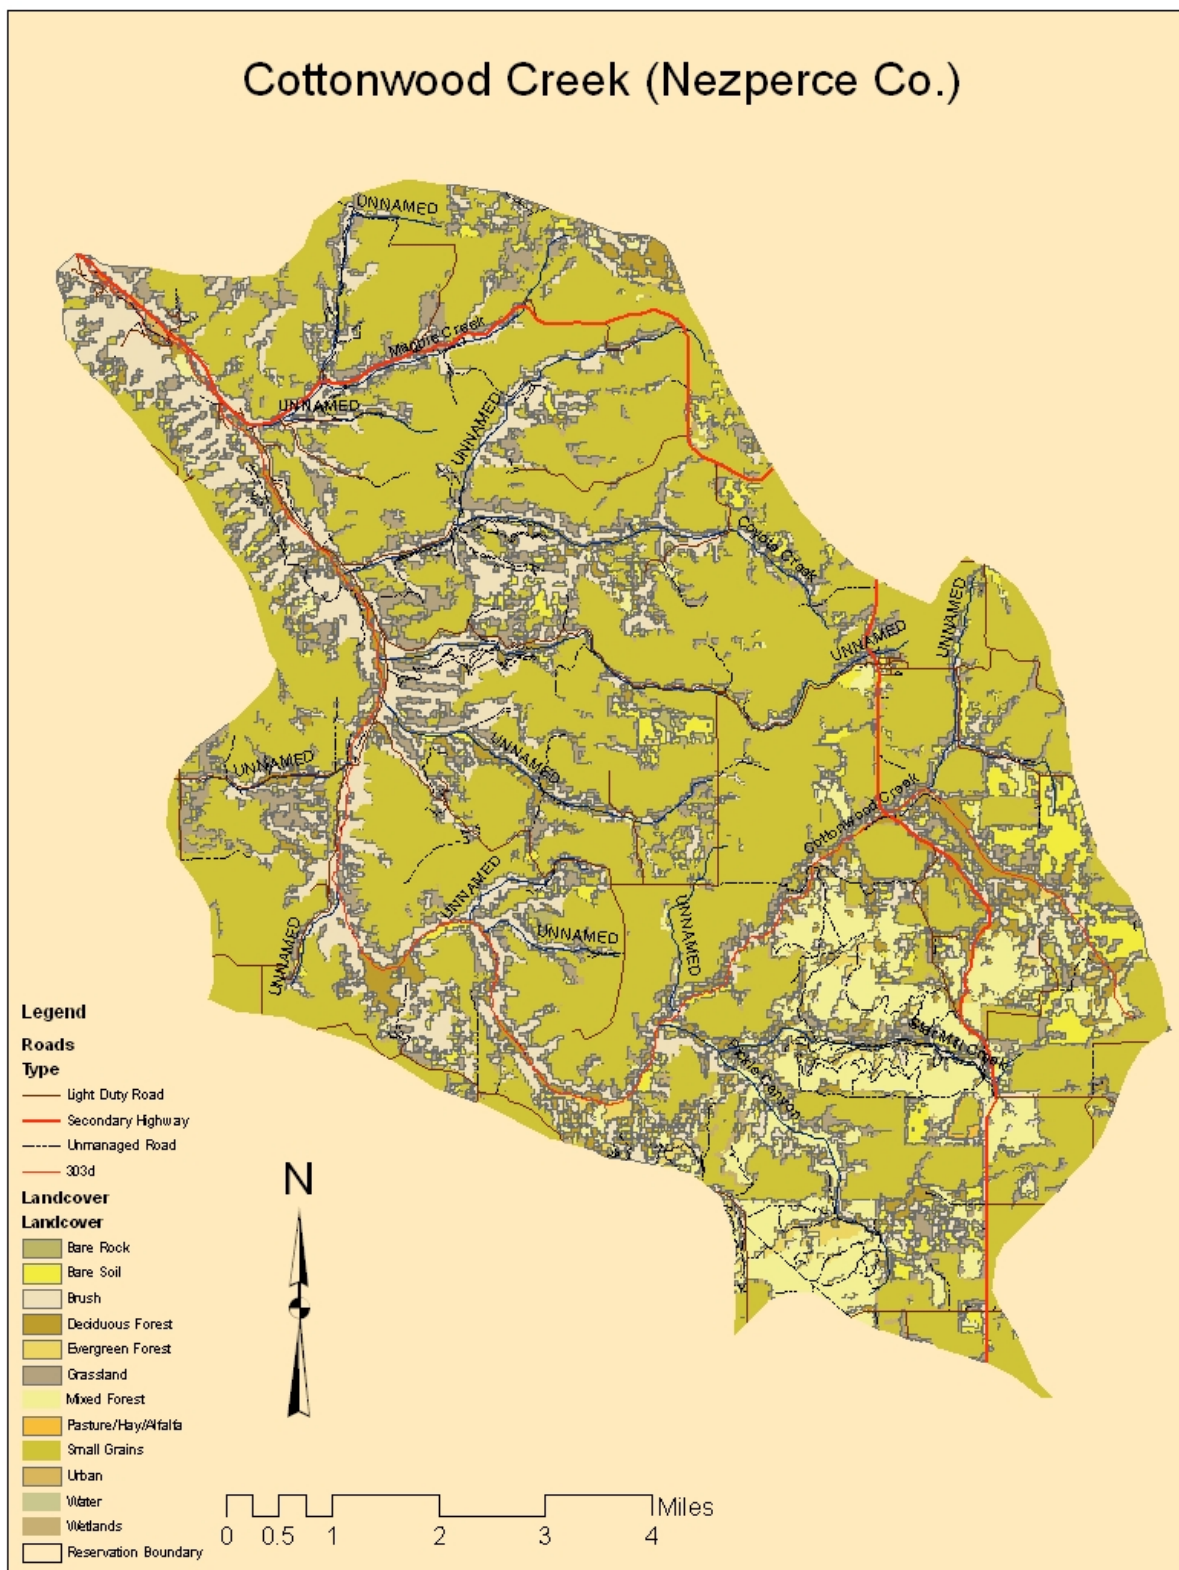 Cottonwood Creek (Nezperce Co.)
UNNAMED
Magpie Creek
UNNAMED
UNNAMED
Coyote Creek
UNNAMED
UNNAMED
UNNAMED
UNNAMED
Cottonwood Creek
UNNAMED
UNNAMED
UNNAMED
UNNAMED
Creek
Pickle Canyon
Legend
Roads
Type
Light Duty Road
Secondary Highway
Unmanaged Road
303d
Landcover
Landcover
Bare Rock
Bare Soil
Brush
Deciduous Forest
Evergreen Forest
Grassland
Mixed Forest
Pasture/Hay/Alfalfa
Small Grains
Urban
Water
Wetlands
Reservation Boundary
N
Miles
0 0.5 1 2 3 4